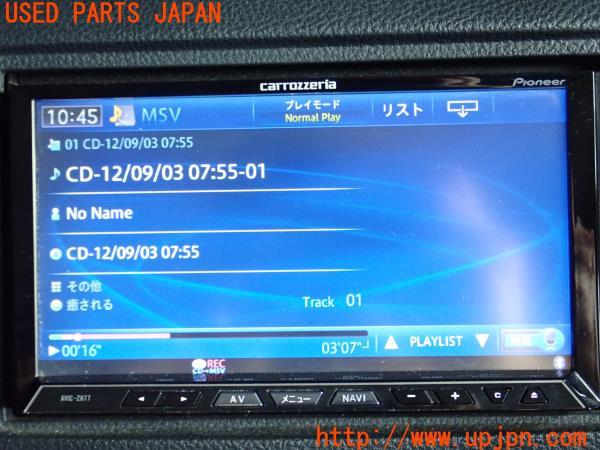 USED PARTS JAPAN
carrozzeria
Pioneer
10:45 MSV
プレイモード
Normal Play
リスト
01 CD-12/09/03 07:55
CD-12/09/03 07:55-01
No Name
CD-12/09/03 07:55
その他
癒される
Track 01
00'16"
03'07"
PLAYLIST
発話
REC
CD→MSV
AVIC-ZH77
AV
メニュー
NAVI
C
http://www.upjpn.com/